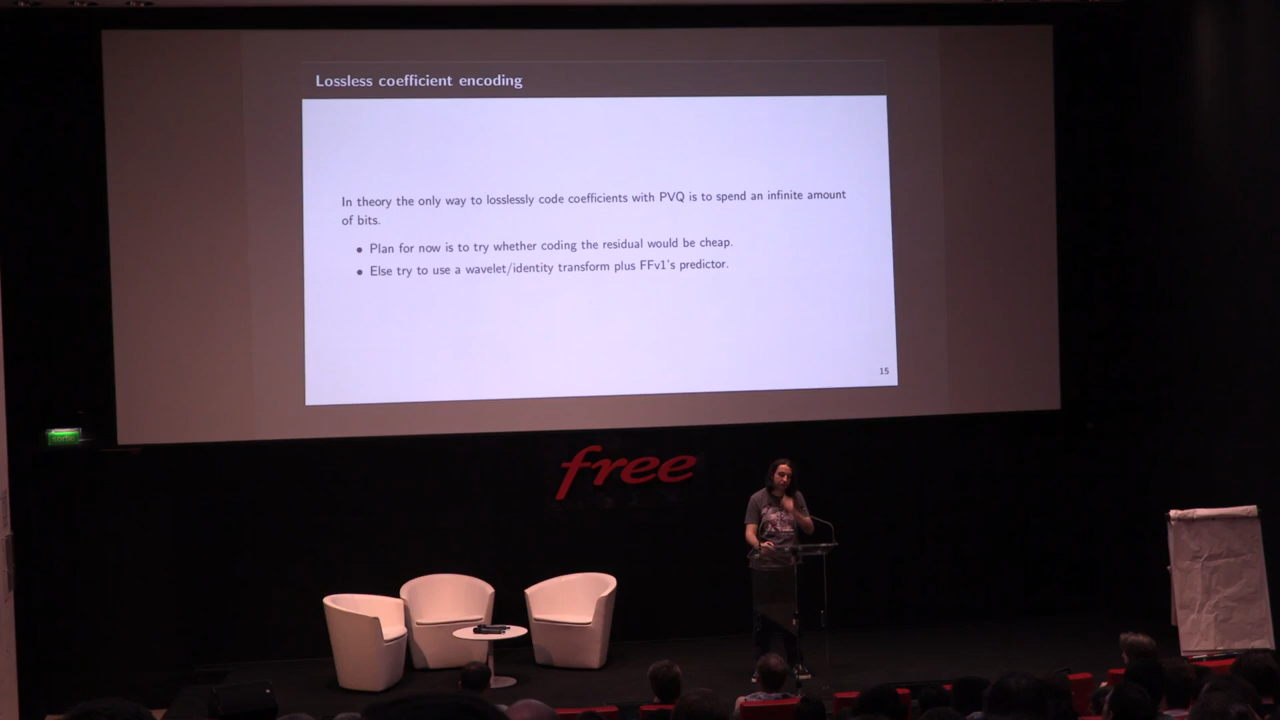 Lossless coefficient encoding
In theory the only way to losslessly code coefficients with PVQ is to spend an infinite amount
of bits.
• Plan for now is to try whether coding the residual would be cheap.
• Else try to use a wavelet/identity transform plus FFv1's predictor.
15
sortie
free